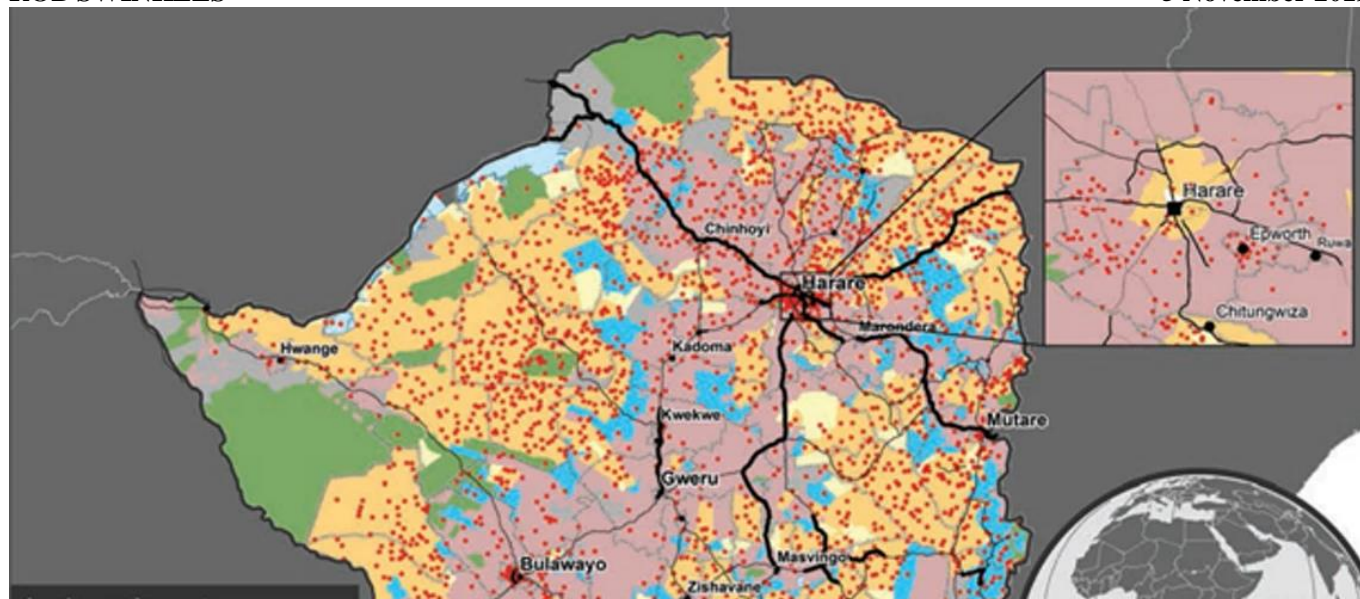 Chinhoyi
Harare
Harare
Epworth
Ruwa
Chitungwiza
Marondera
Hwange
Kadoma
Kwekwe
Mutare
Gweru
Masvingo
Bulawayo
Zishavane